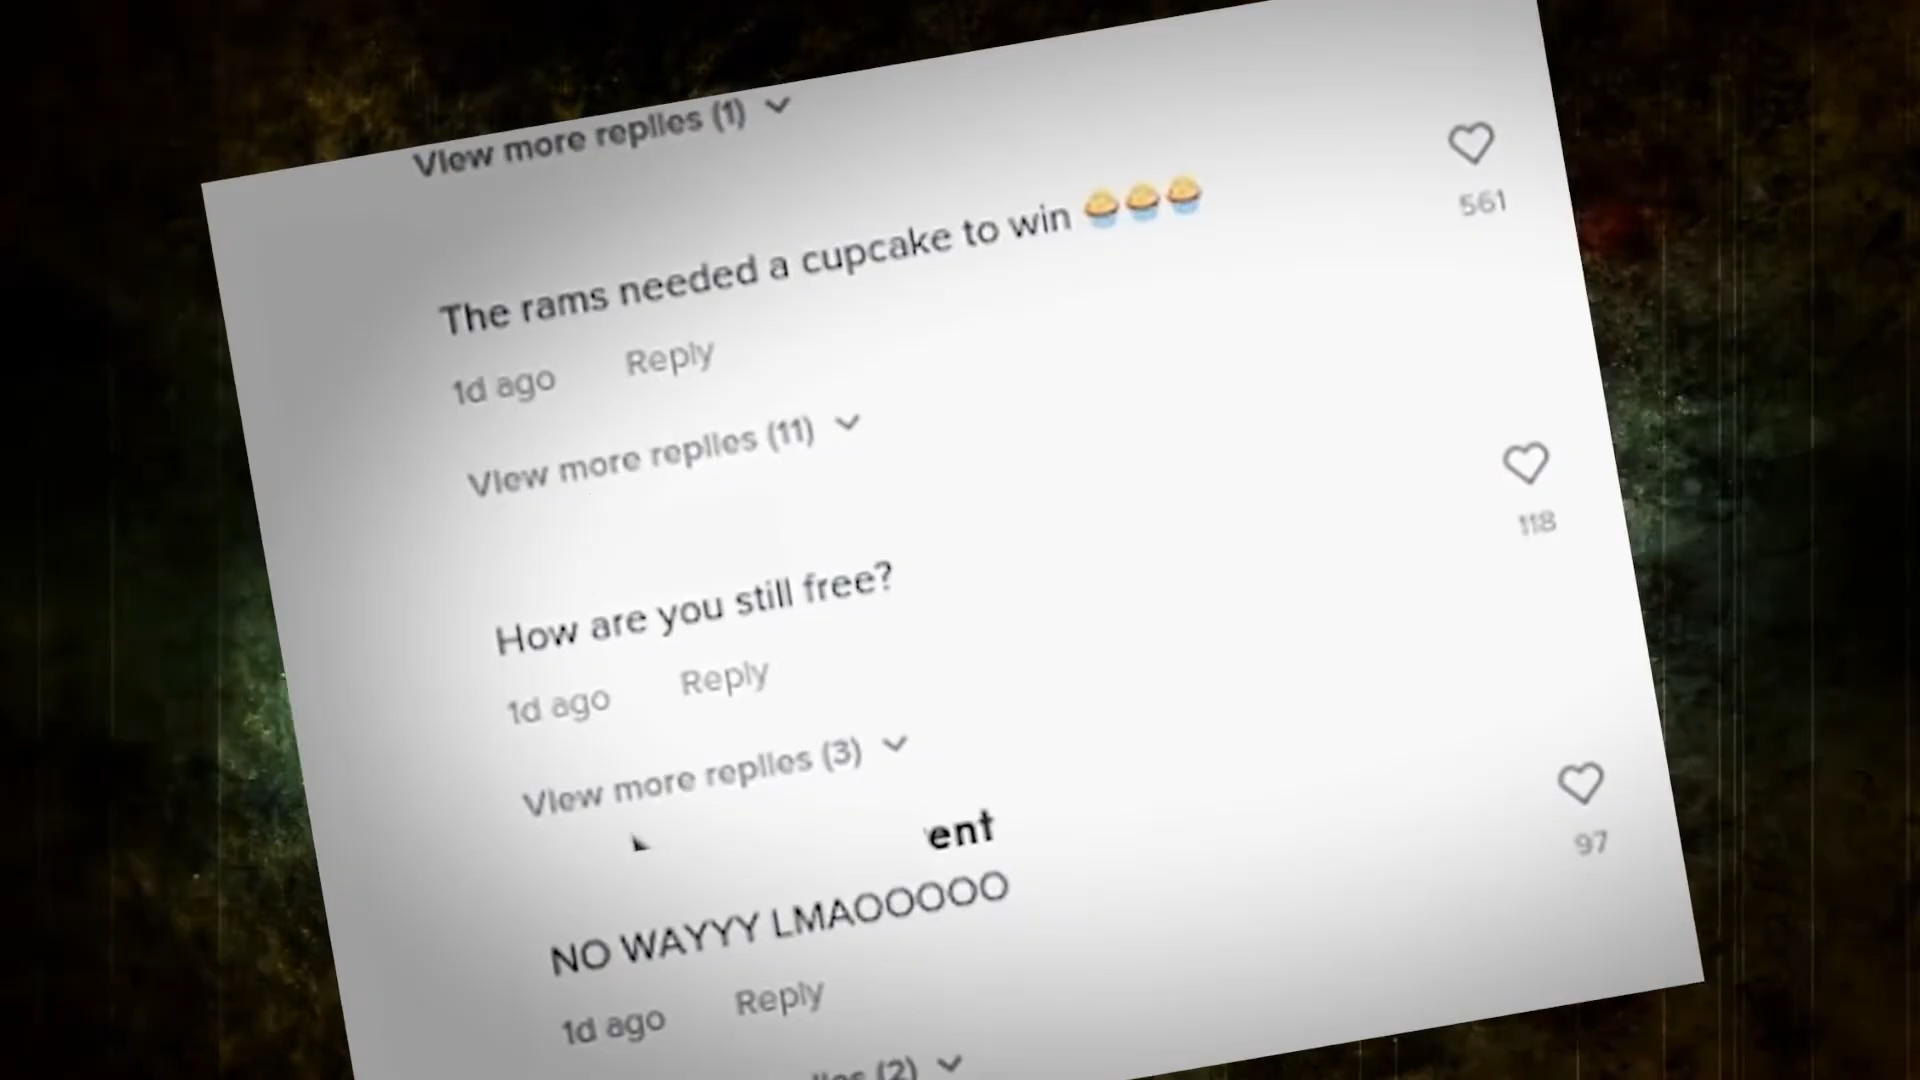 View more replies (1)
The rams needed a cupcake to win 🧁🧁🧁
561
1d ago Reply
View more replies (11)
How are you still free?
118
1d ago Reply
View more replies (3)
ent
NO WAYYY LMAOOOOO
97
1d ago Reply
(2)